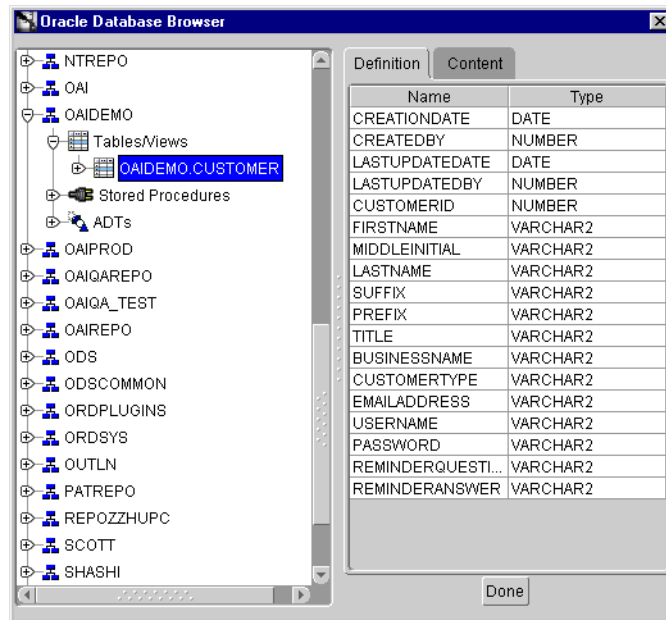 Oracle Database Browser
NTREPO
OAI
OAIDEMO
Tables/Views
OAIDEMO.CUSTOMER
Stored Procedures
ADTs
OAIPROD
OAIQAREPO
OAIQA_TEST
OAIREPO
ODS
ODSCOMMON
ORDPLUGINS
ORDSYS
OUTLN
PATREPO
REPOZZHUPC
SCOTT
SHASHI
Definition Content
Name Type
CREATIONDATE DATE
CREATEDBY NUMBER
LASTUPDATEDATE DATE
LASTUPDATEDBY NUMBER
CUSTOMERID NUMBER
FIRSTNAME VARCHAR2
MIDDLEINITIAL VARCHAR2
LASTNAME VARCHAR2
SUFFIX VARCHAR2
PREFIX VARCHAR2
TITLE VARCHAR2
BUSINESSNAME VARCHAR2
CUSTOMERTYPE VARCHAR2
EMAILADDRESS VARCHAR2
USERNAME VARCHAR2
PASSWORD VARCHAR2
REMINDERQUESTI... VARCHAR2
REMINDERANSWER VARCHAR2
Done